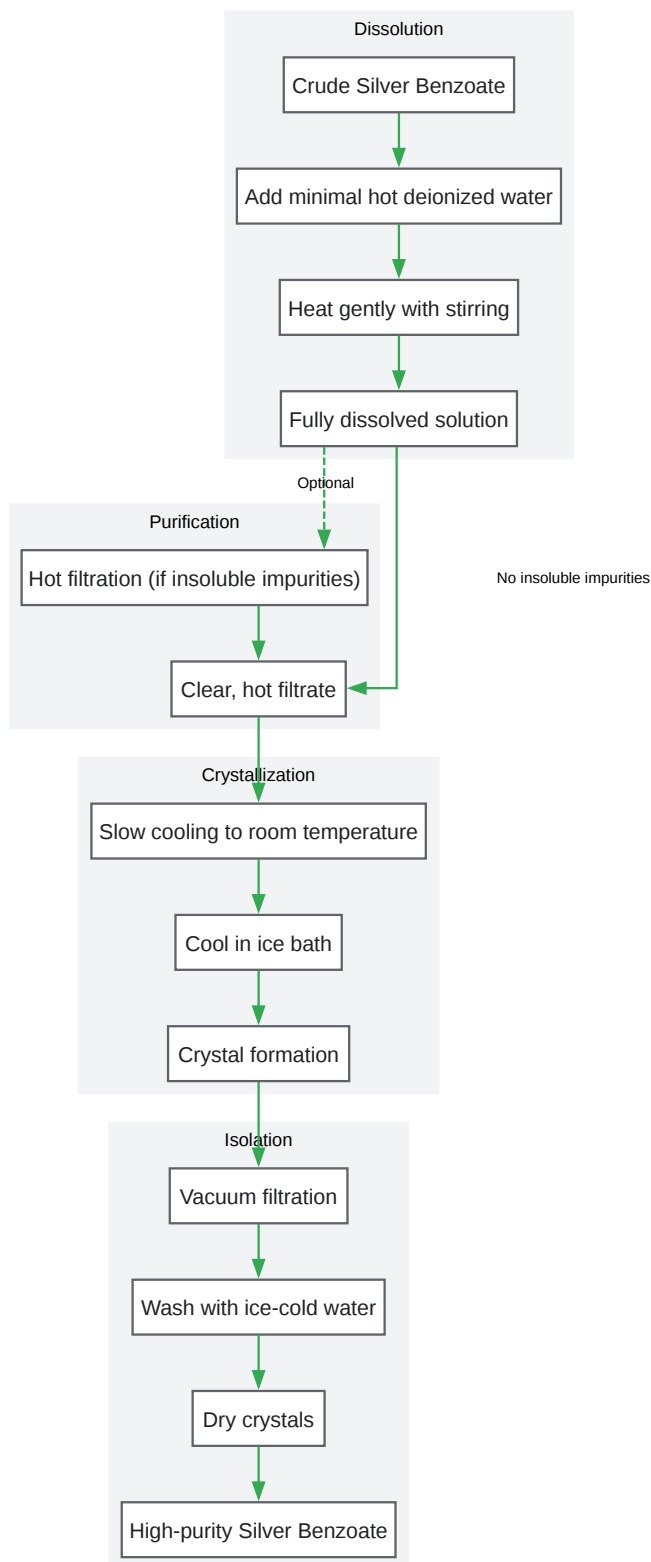 Dissolution
Crude Silver Benzoate
Add minimal hot deionized water
Heat gently with stirring
Fully dissolved solution
Optional
Purification
Hot filtration (if insoluble impurities)
No insoluble impurities
Clear, hot filtrate
Crystallization
Slow cooling to room temperature
Cool in ice bath
Crystal formation
Isolation
Vacuum filtration
Wash with ice-cold water
Dry crystals
High-purity Silver Benzoate